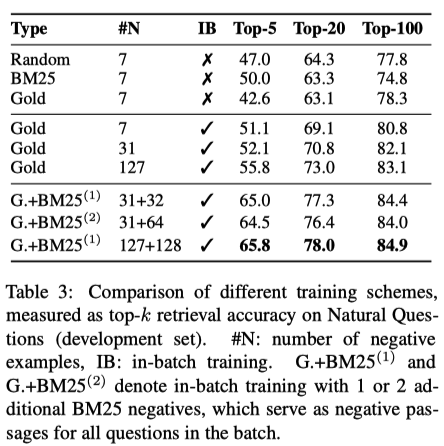 Type #N IB Top-5 Top-20 Top-100
Random 7 ✗ 47.0 64.3 77.8
BM25 7 ✗ 50.0 63.3 74.8
Gold 7 ✗ 42.6 63.1 78.3
Gold 7 ✓ 51.1 69.1 80.8
Gold 31 ✓ 52.1 70.8 82.1
Gold 127 ✓ 55.8 73.0 83.1
G.+BM25(1) 31+32 ✓ 65.0 77.3 84.4
G.+BM25(2) 31+64 ✓ 64.5 76.4 84.0
G.+BM25(1) 127+128 ✓ 65.8 78.0 84.9
Table 3: Comparison of different training schemes,
measured as top-k retrieval accuracy on Natural Ques-
tions (development set). #N: number of negative
examples, IB: in-batch training. G.+BM25(1) and
G.+BM25(2) denote in-batch training with 1 or 2 ad-
ditional BM25 negatives, which serve as negative pas-
sages for all questions in the batch.